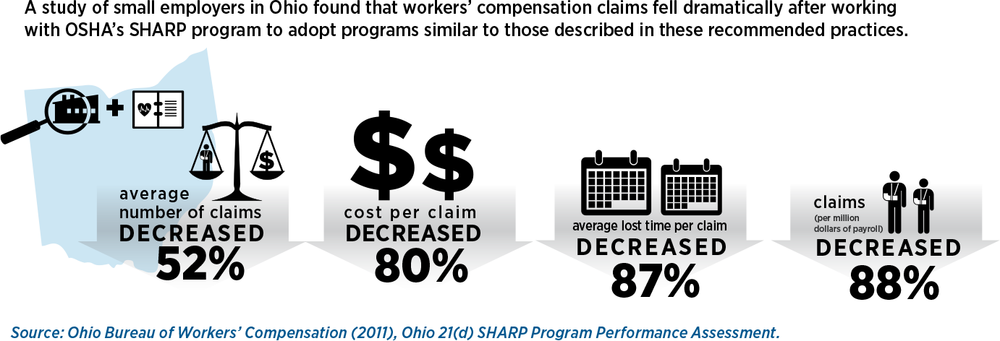 A study of small employers in Ohio found that workers’ compensation claims fell dramatically after working
with OSHA’s SHARP program to adopt programs similar to those described in these recommended practices.
average
number of claims
DECREASED
52%
cost per claim
DECREASED
80%
average lost time per claim
DECREASED
87%
claims
(per million
dollars of payroll)
DECREASED
88%
Source: Ohio Bureau of Workers’ Compensation (2011), Ohio 21(d) SHARP Program Performance Assessment.